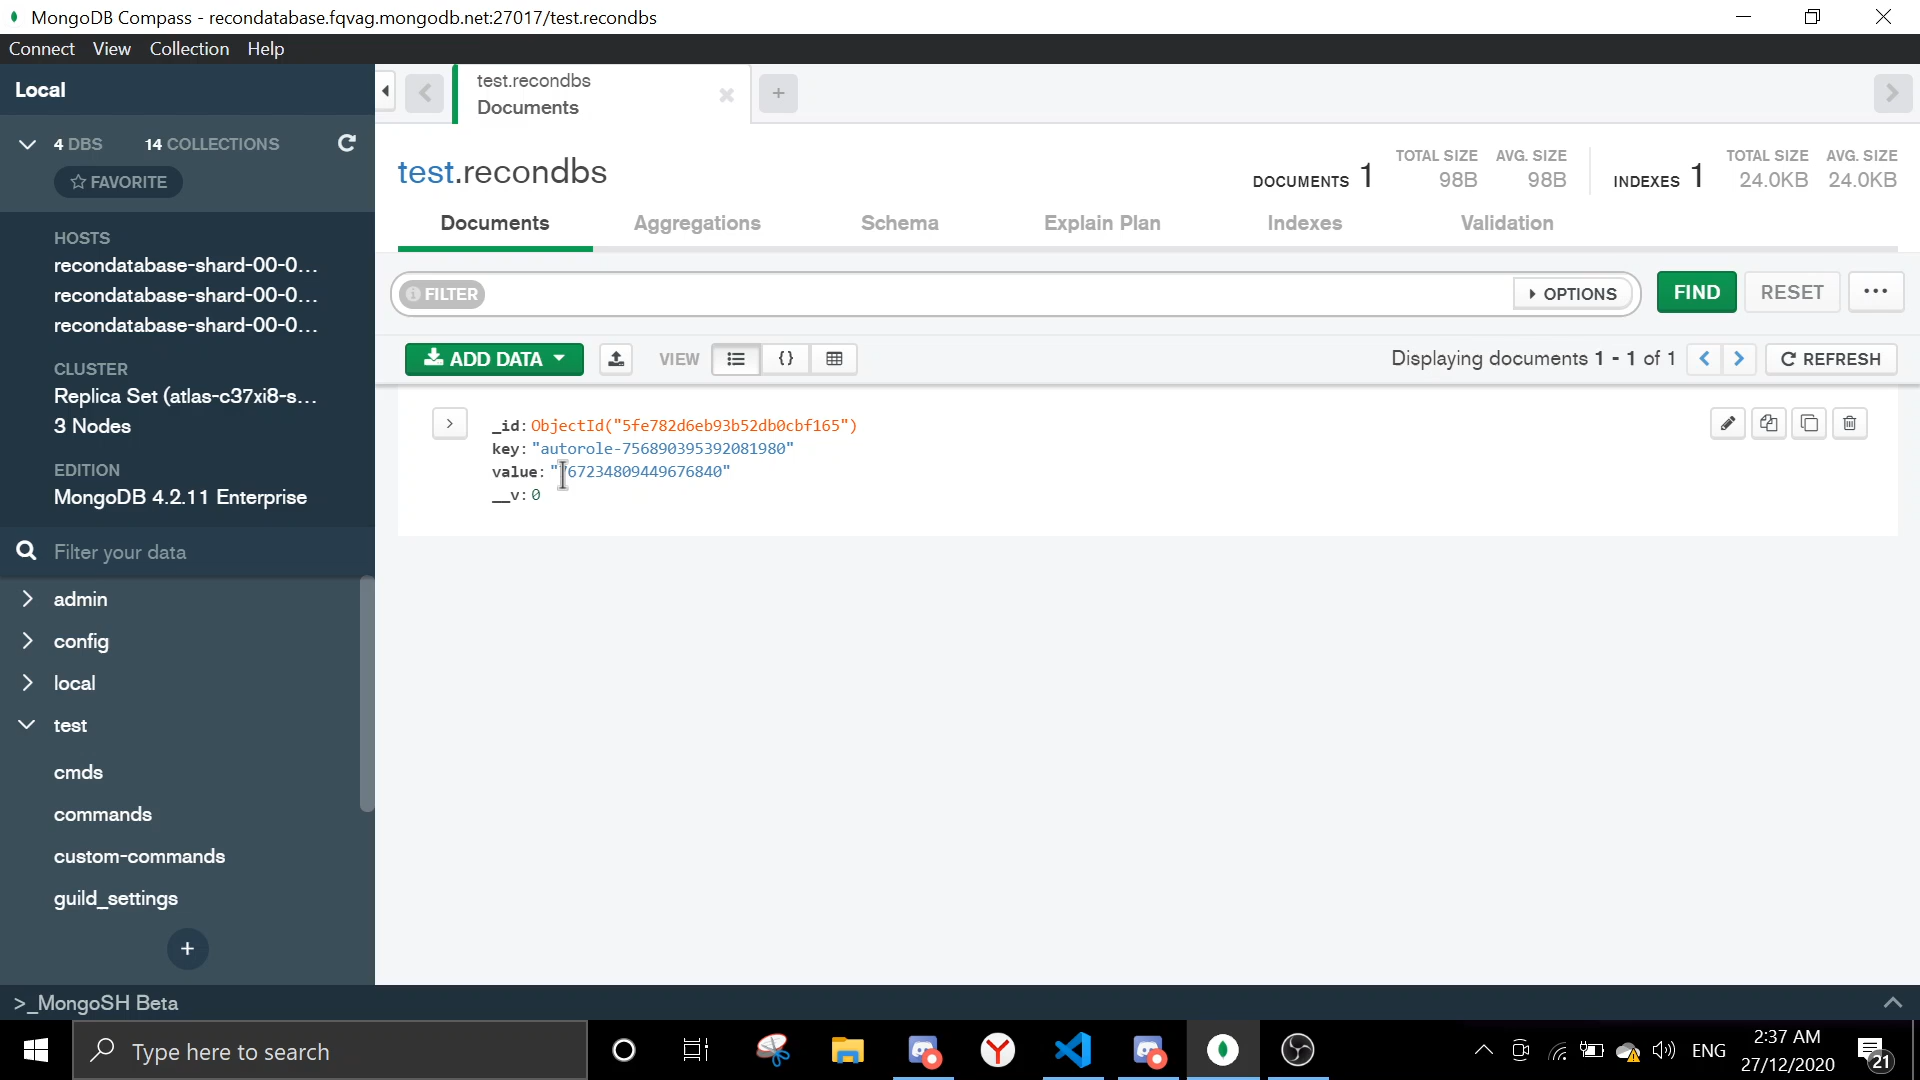 MongoDB Compass - recondatabase.fqvag.mongodb.net:27017/test.recondbs
Connect View Collection Help
Local
4 DBS 14 COLLECTIONS
FAVORITE
HOSTS
recondatabase-shard-00-0...
recondatabase-shard-00-0...
recondatabase-shard-00-0...
CLUSTER
Replica Set (atlas-c37xi8-s...
3 Nodes
EDITION
MongoDB 4.2.11 Enterprise
Filter your data
admin
config
local
test
cmds
commands
custom-commands
guild_settings
+
test.recondbs
Documents
+
test.recondbs
DOCUMENTS 1
TOTAL SIZE
98B
AVG. SIZE
98B
INDEXES 1
TOTAL SIZE
24.0KB
AVG. SIZE
24.0KB
Documents Aggregations Schema Explain Plan Indexes Validation
FILTER
OPTIONS
FIND
RESET
...
ADD DATA
VIEW
{}
Displaying documents 1 - 1 of 1
REFRESH
_id: ObjectId("5fe782d6eb93b52db0cbf165")
key: "autorole-756890395392081980"
value: "767234809449676840"
__v: 0
>_MongoSH Beta
Type here to search
ENG
2:37 AM
27/12/2020
21